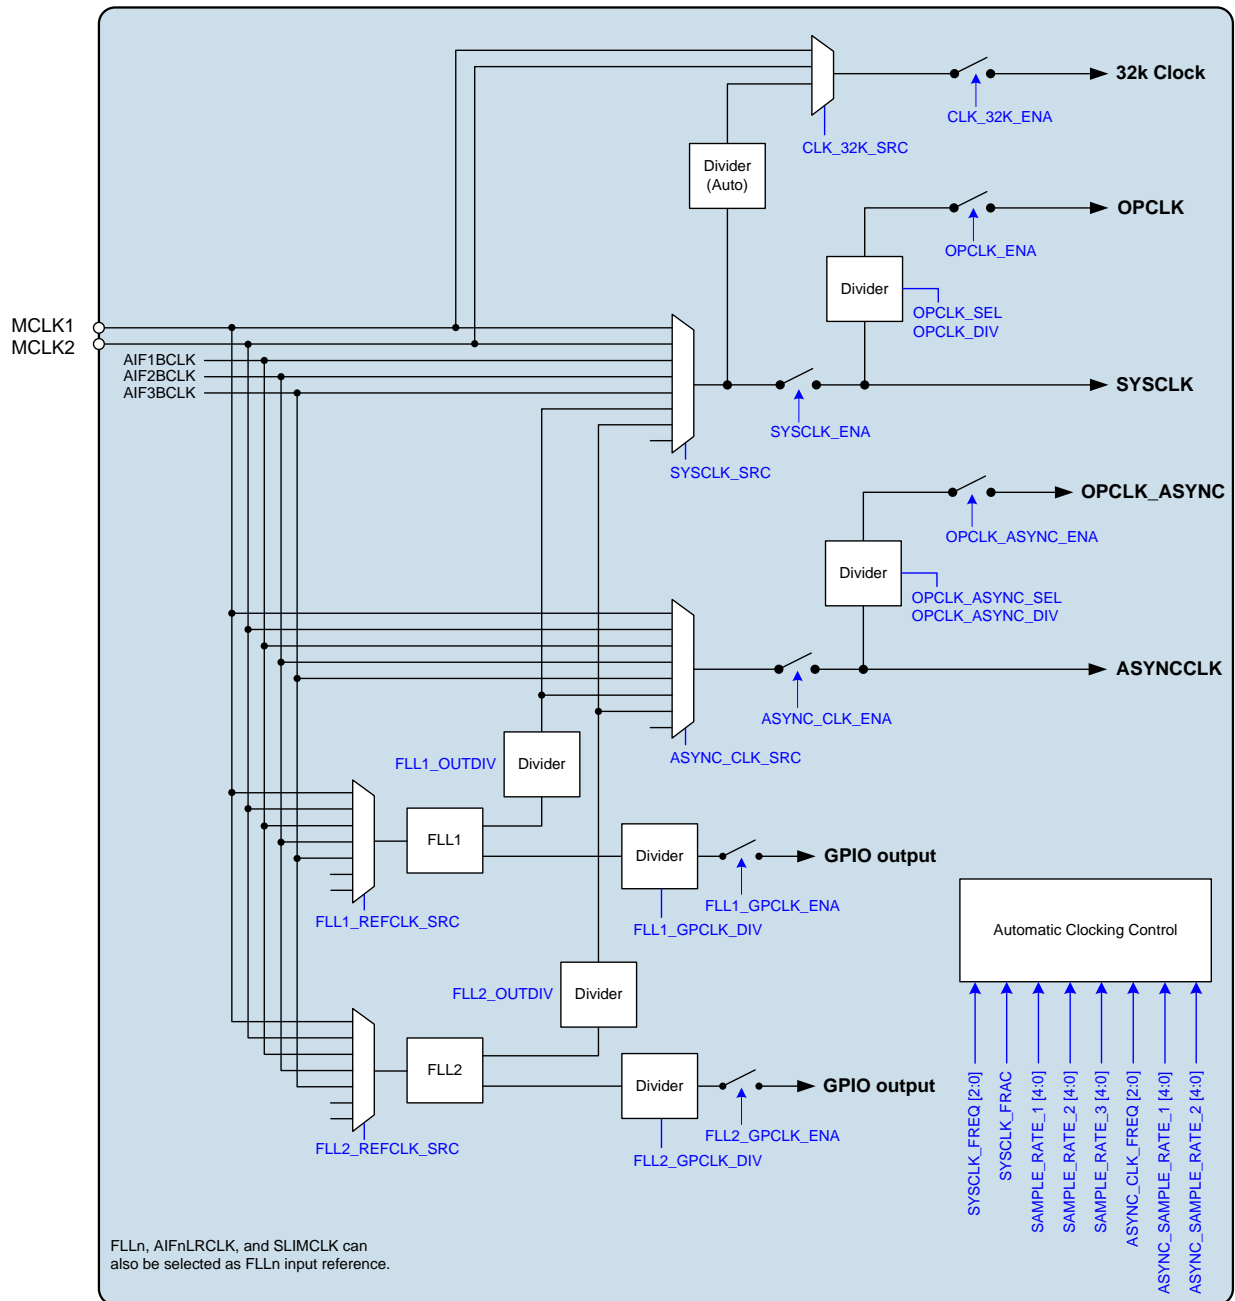 32k Clock
CLK_32K_ENA
CLK_32K_SRC
Divider
(Auto)
OPCLK
OPCLK_ENA
Divider
OPCLK_SEL
OPCLK_DIV
MCLK1
MCLK2
AIF1BCLK
AIF2BCLK
AIF3BCLK
SYSCLK
SYSCLK_ENA
SYSCLK_SRC
OPCLK_ASYNC
OPCLK_ASYNC_ENA
Divider
OPCLK_ASYNC_SEL
OPCLK_ASYNC_DIV
ASYNCCLK
ASYNC_CLK_ENA
ASYNC_CLK_SRC
FLL1_OUTDIV
Divider
FLL1
Divider
GPIO output
FLL1_GPCLK_ENA
FLL1_GPCLK_DIV
FLL1_REFCLK_SRC
Automatic Clocking Control
FLL2_OUTDIV
Divider
FLL2
Divider
GPIO output
FLL2_GPCLK_ENA
FLL2_GPCLK_DIV
FLL2_REFCLK_SRC
SYSCLK_FREQ [2:0]
SYSCLK_FRAC
SAMPLE_RATE_1 [4:0]
SAMPLE_RATE_2 [4:0]
SAMPLE_RATE_3 [4:0]
ASYNC_CLK_FREQ [2:0]
ASYNC_SAMPLE_RATE_1 [4:0]
ASYNC_SAMPLE_RATE_2 [4:0]
FLLn, AIFnLRCLK, and SLIMCLK can
also be selected as FLLn input reference.